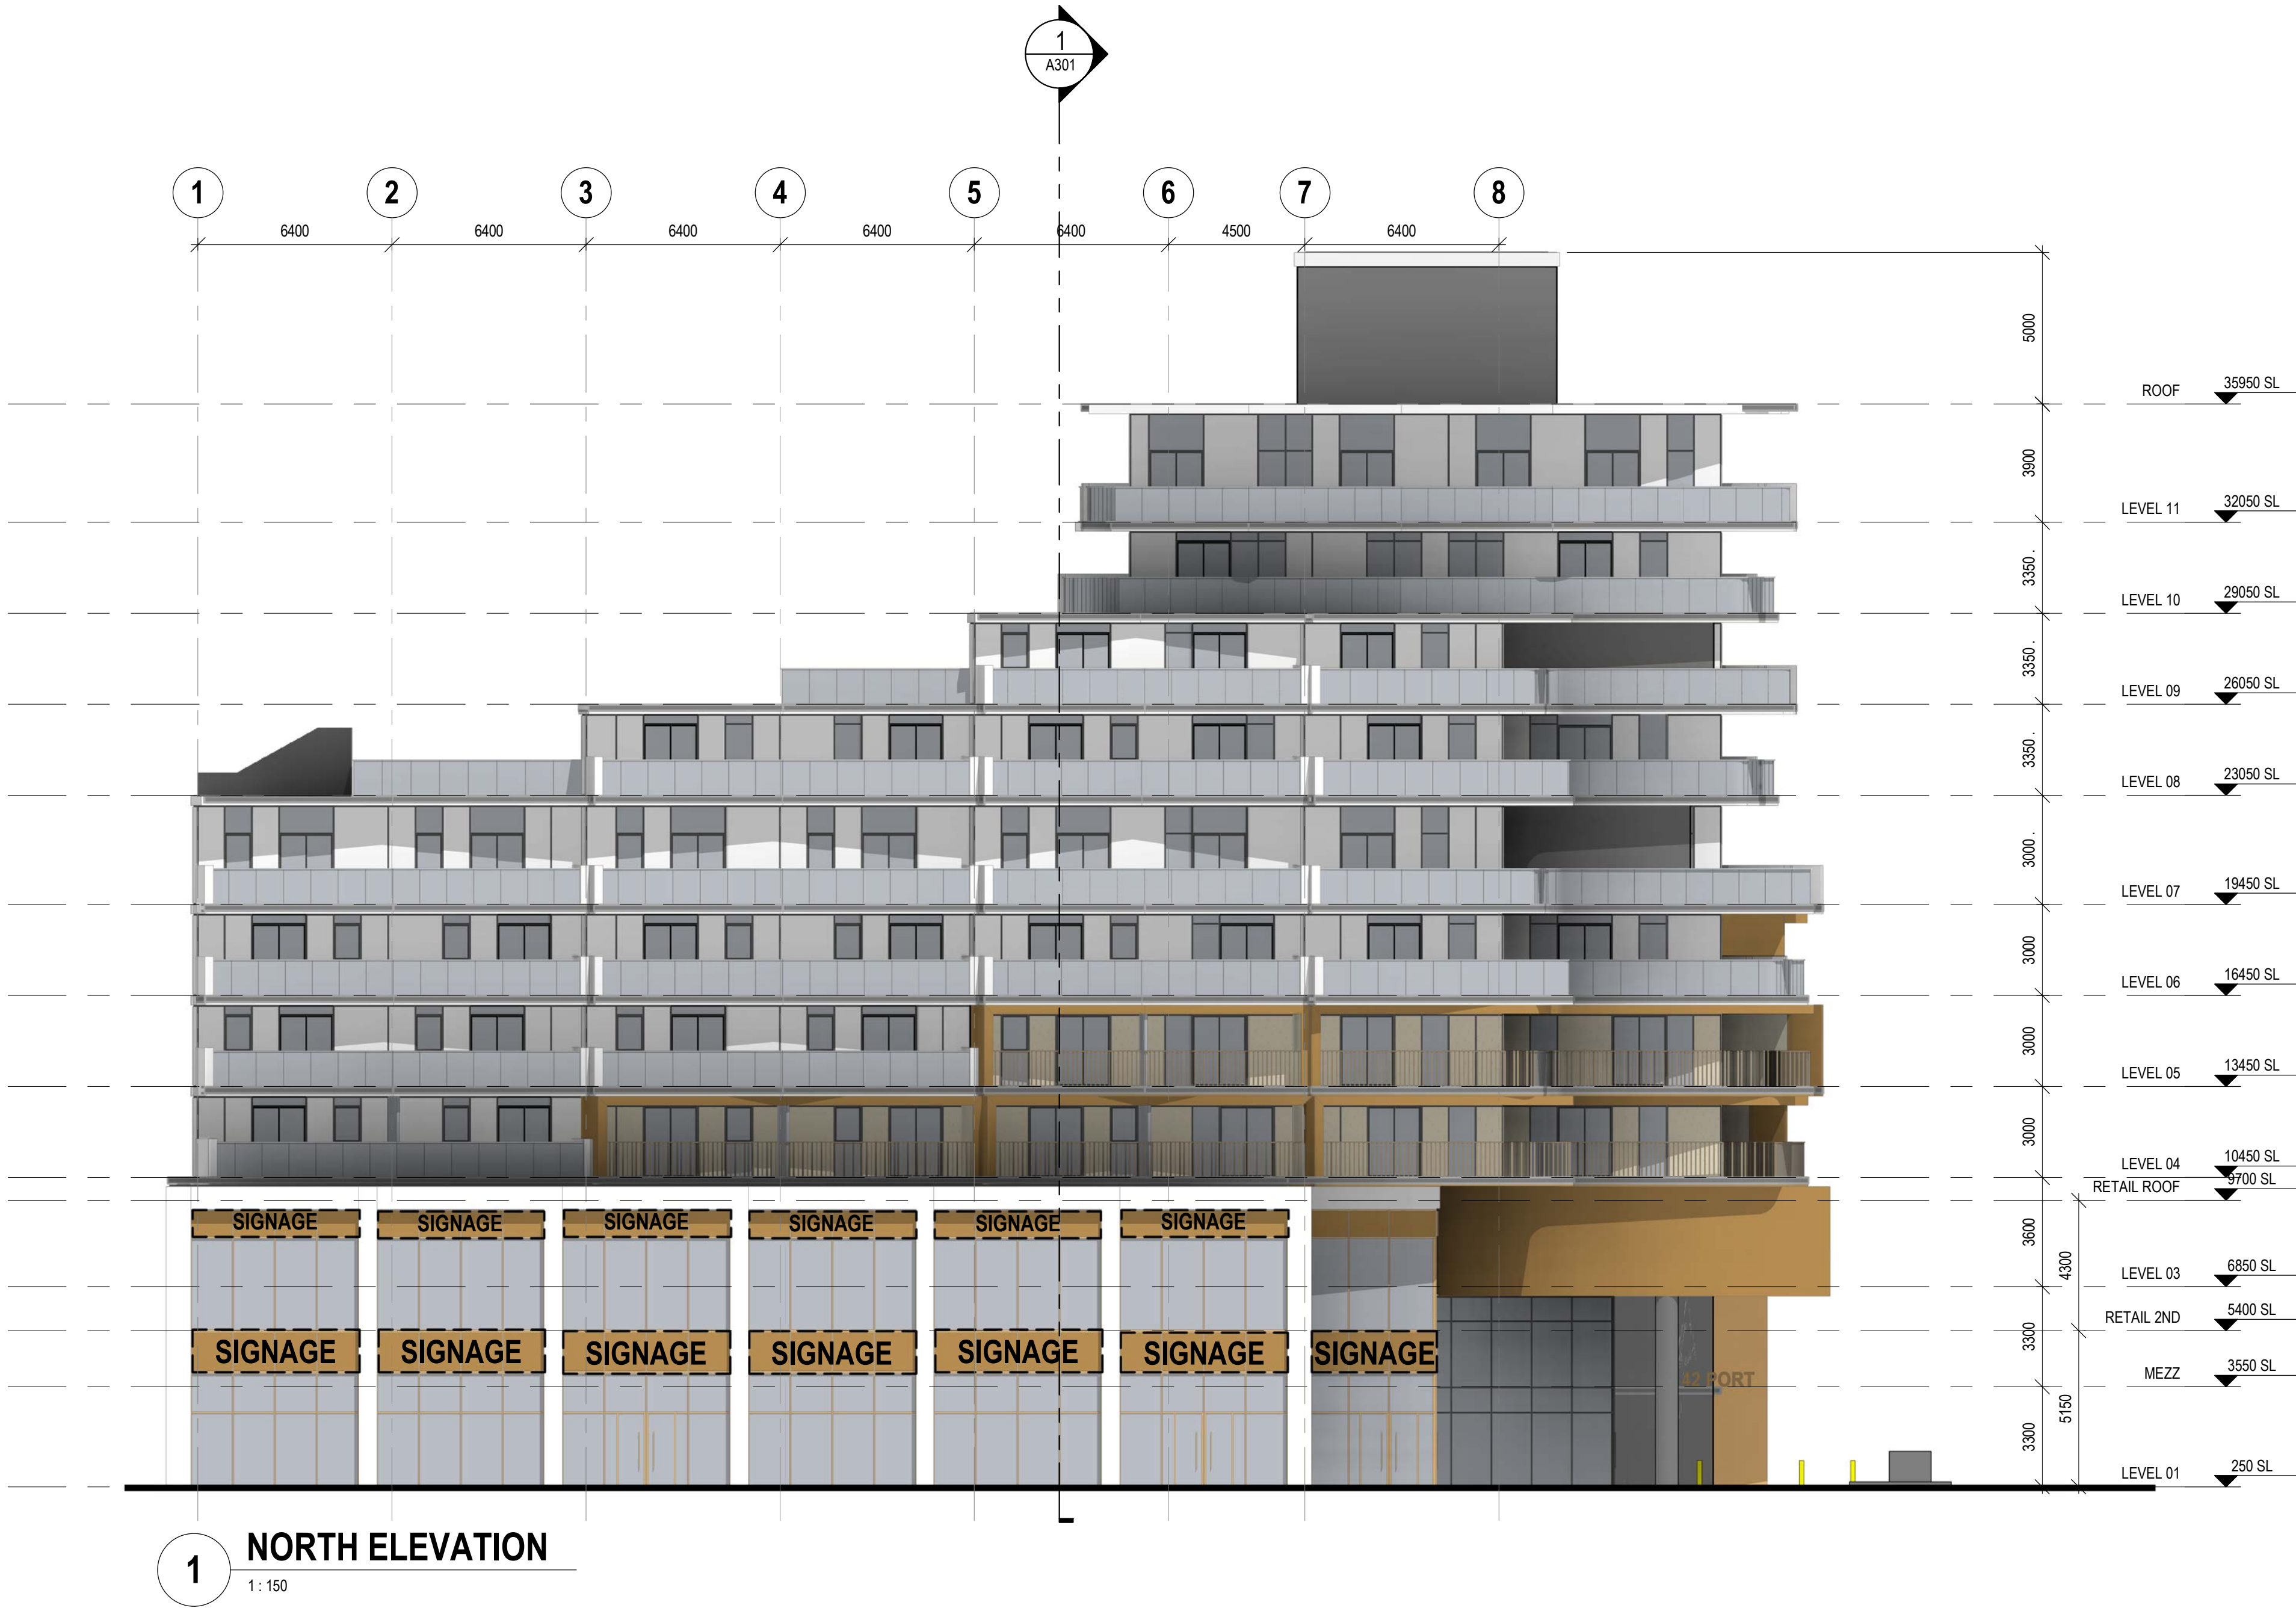 1
A301
1 2 3 4 5 6 7 8
6400 6400 6400 6400 6400 4500 6400
5000
ROOF 35950 SL
3900
LEVEL 11 32050 SL
3350 .
LEVEL 10 29050 SL
3350 .
LEVEL 09 26050 SL
3350 .
LEVEL 08 23050 SL
3000 .
LEVEL 07 19450 SL
3000
LEVEL 06 16450 SL
3000
LEVEL 05 13450 SL
3000
LEVEL 04 10450 SL
RETAIL ROOF 9700 SL
SIGNAGE SIGNAGE SIGNAGE SIGNAGE SIGNAGE SIGNAGE
3600
4300
LEVEL 03 6850 SL
RETAIL 2ND 5400 SL
3300
SIGNAGE SIGNAGE SIGNAGE SIGNAGE SIGNAGE SIGNAGE SIGNAGE
42 PORT
MEZZ 3550 SL
5150
3300
LEVEL 01 250 SL
1 NORTH ELEVATION
1 : 150